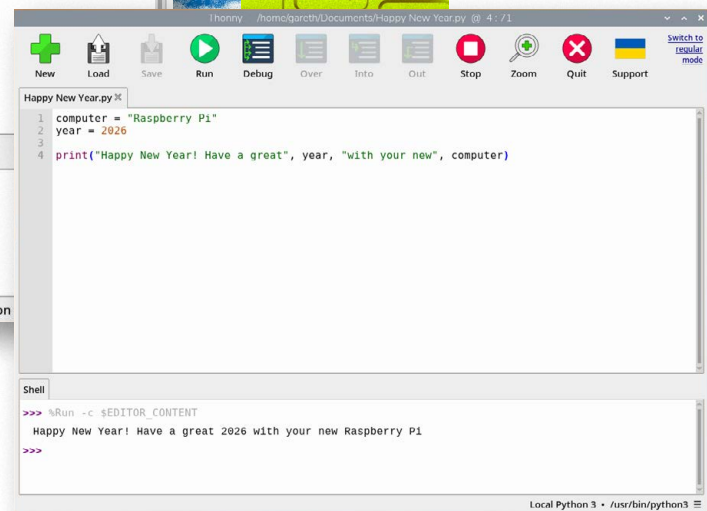 Thonny /home/gareth/Documents/Happy New Year.py @ 4:71
New Load Save Run Debug Over Into Out Stop Zoom Quit Support
Switch to
regular
mode
Happy New Year.py
1 computer = "Raspberry Pi"
2 year = 2026
3
4 print("Happy New Year! Have a great", year, "with your new", computer)
on
Shell
>>> %Run -c $EDITOR_CONTENT
Happy New Year! Have a great 2026 with your new Raspberry Pi
>>>
Local Python 3 • /usr/bin/python3 ☰